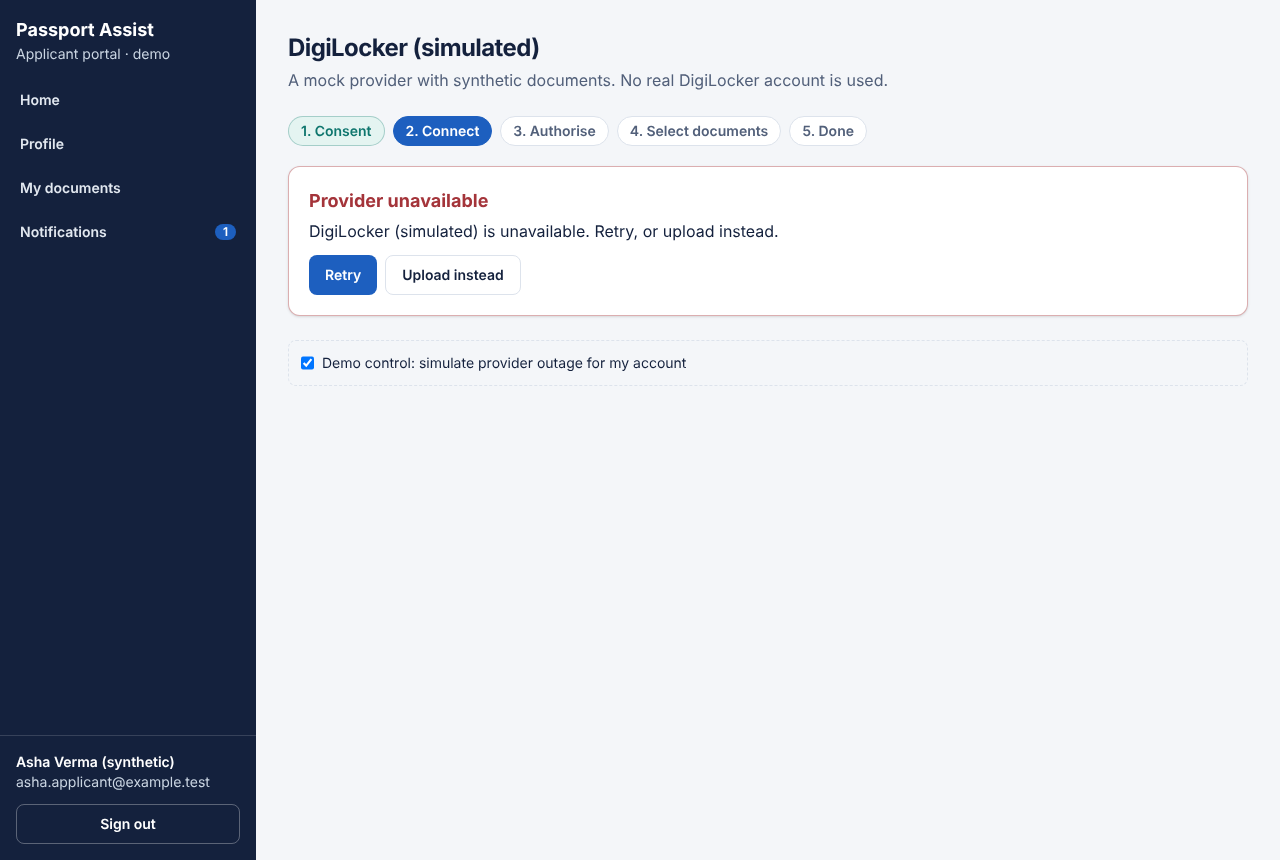 Passport Assist
Applicant portal · demo
Home
Profile
My documents
Notifications 1
Asha Verma (synthetic)
asha.applicant@example.test
Sign out
DigiLocker (simulated)
A mock provider with synthetic documents. No real DigiLocker account is used.
1. Consent 2. Connect 3. Authorise 4. Select documents 5. Done
Provider unavailable
DigiLocker (simulated) is unavailable. Retry, or upload instead.
Retry Upload instead
Demo control: simulate provider outage for my account